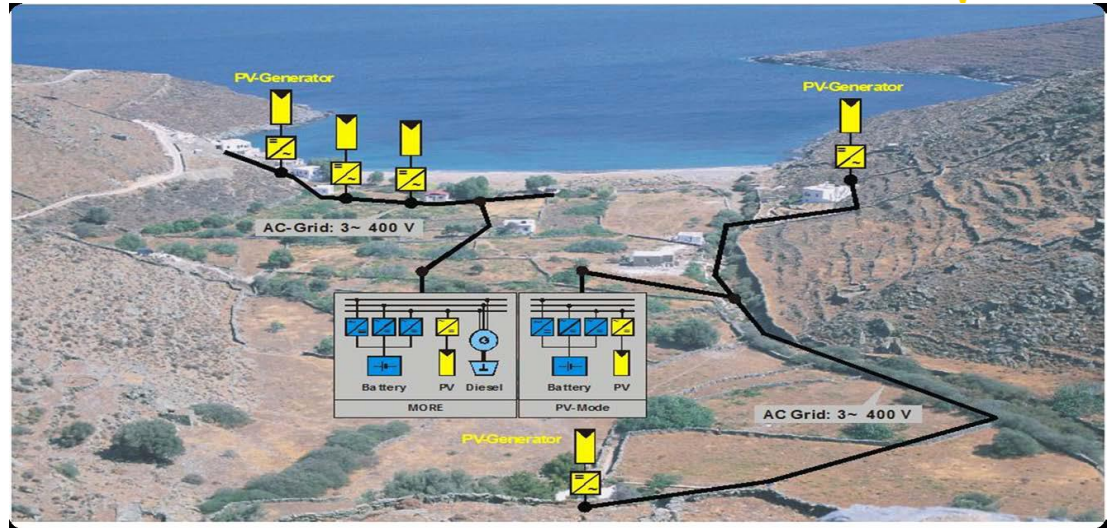 PV-Generator
PV-Generator
AC-Grid: 3~ 400 V
Battery PV Diesel
MORE
G
Battery PV
PV-Mode
AC Grid: 3~ 400 V
PV-Generator